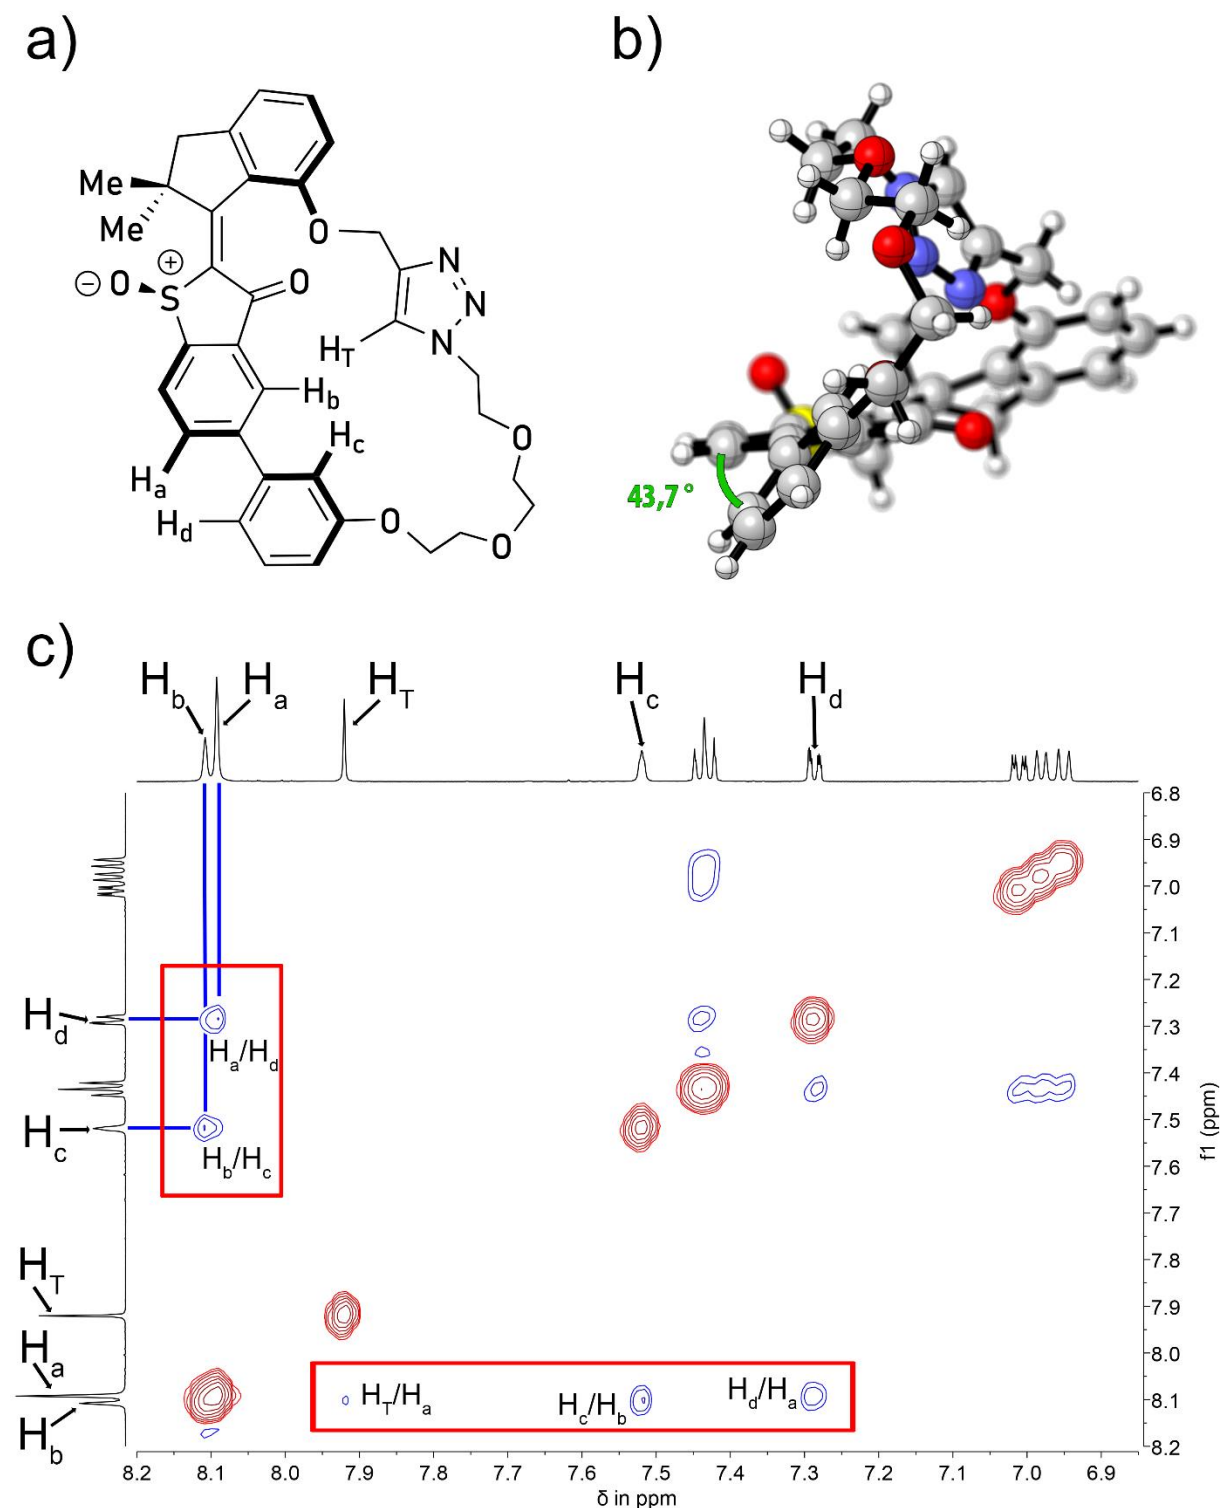 a)
b)
Me
Me
⊖ O
⊕
S
O
O
N
N
N
H_T
H_b
H_c
H_a
H_d
O
O
O
O
43,7 °
c)
H_b H_a H_T H_c H_d
H_d
H_c
H_T
H_a
H_b
H_a/H_d
H_b/H_c
H_T/H_a
H_c/H_b
H_d/H_a
6.8
6.9
7.0
7.1
7.2
7.3
7.4
7.5
7.6
7.7
7.8
7.9
8.0
8.1
8.2
f1 (ppm)
8.2 8.1 8.0 7.9 7.8 7.7 7.6 7.5 7.4 7.3 7.2 7.1 7.0 6.9
δ in ppm